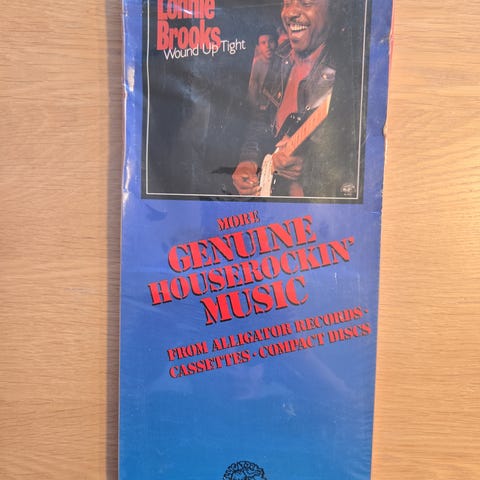 Lonnie
Brooks
Wound Up Tight
MORE
GENUINE
HOUSEROCKIN'
MUSIC
FROM ALLIGATOR RECORDS-
CASSETTES · COMPACT DISCS